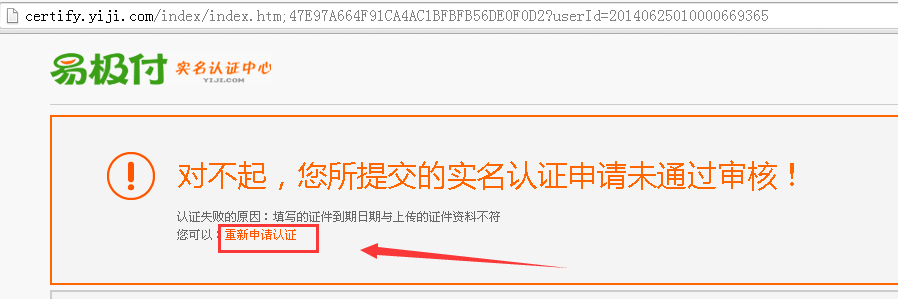 certify.yiji.com/index/index.htm;47E97A664F91CA4AC1BFBFB56DE0F0D2?userId=20140625010000669365
易极付 实名认证中心
YIJI.COM
对不起，您所提交的实名认证申请未通过审核！
认证失败的原因：填写的证件到期日期与上传的证件资料不符
您可以：重新申请认证